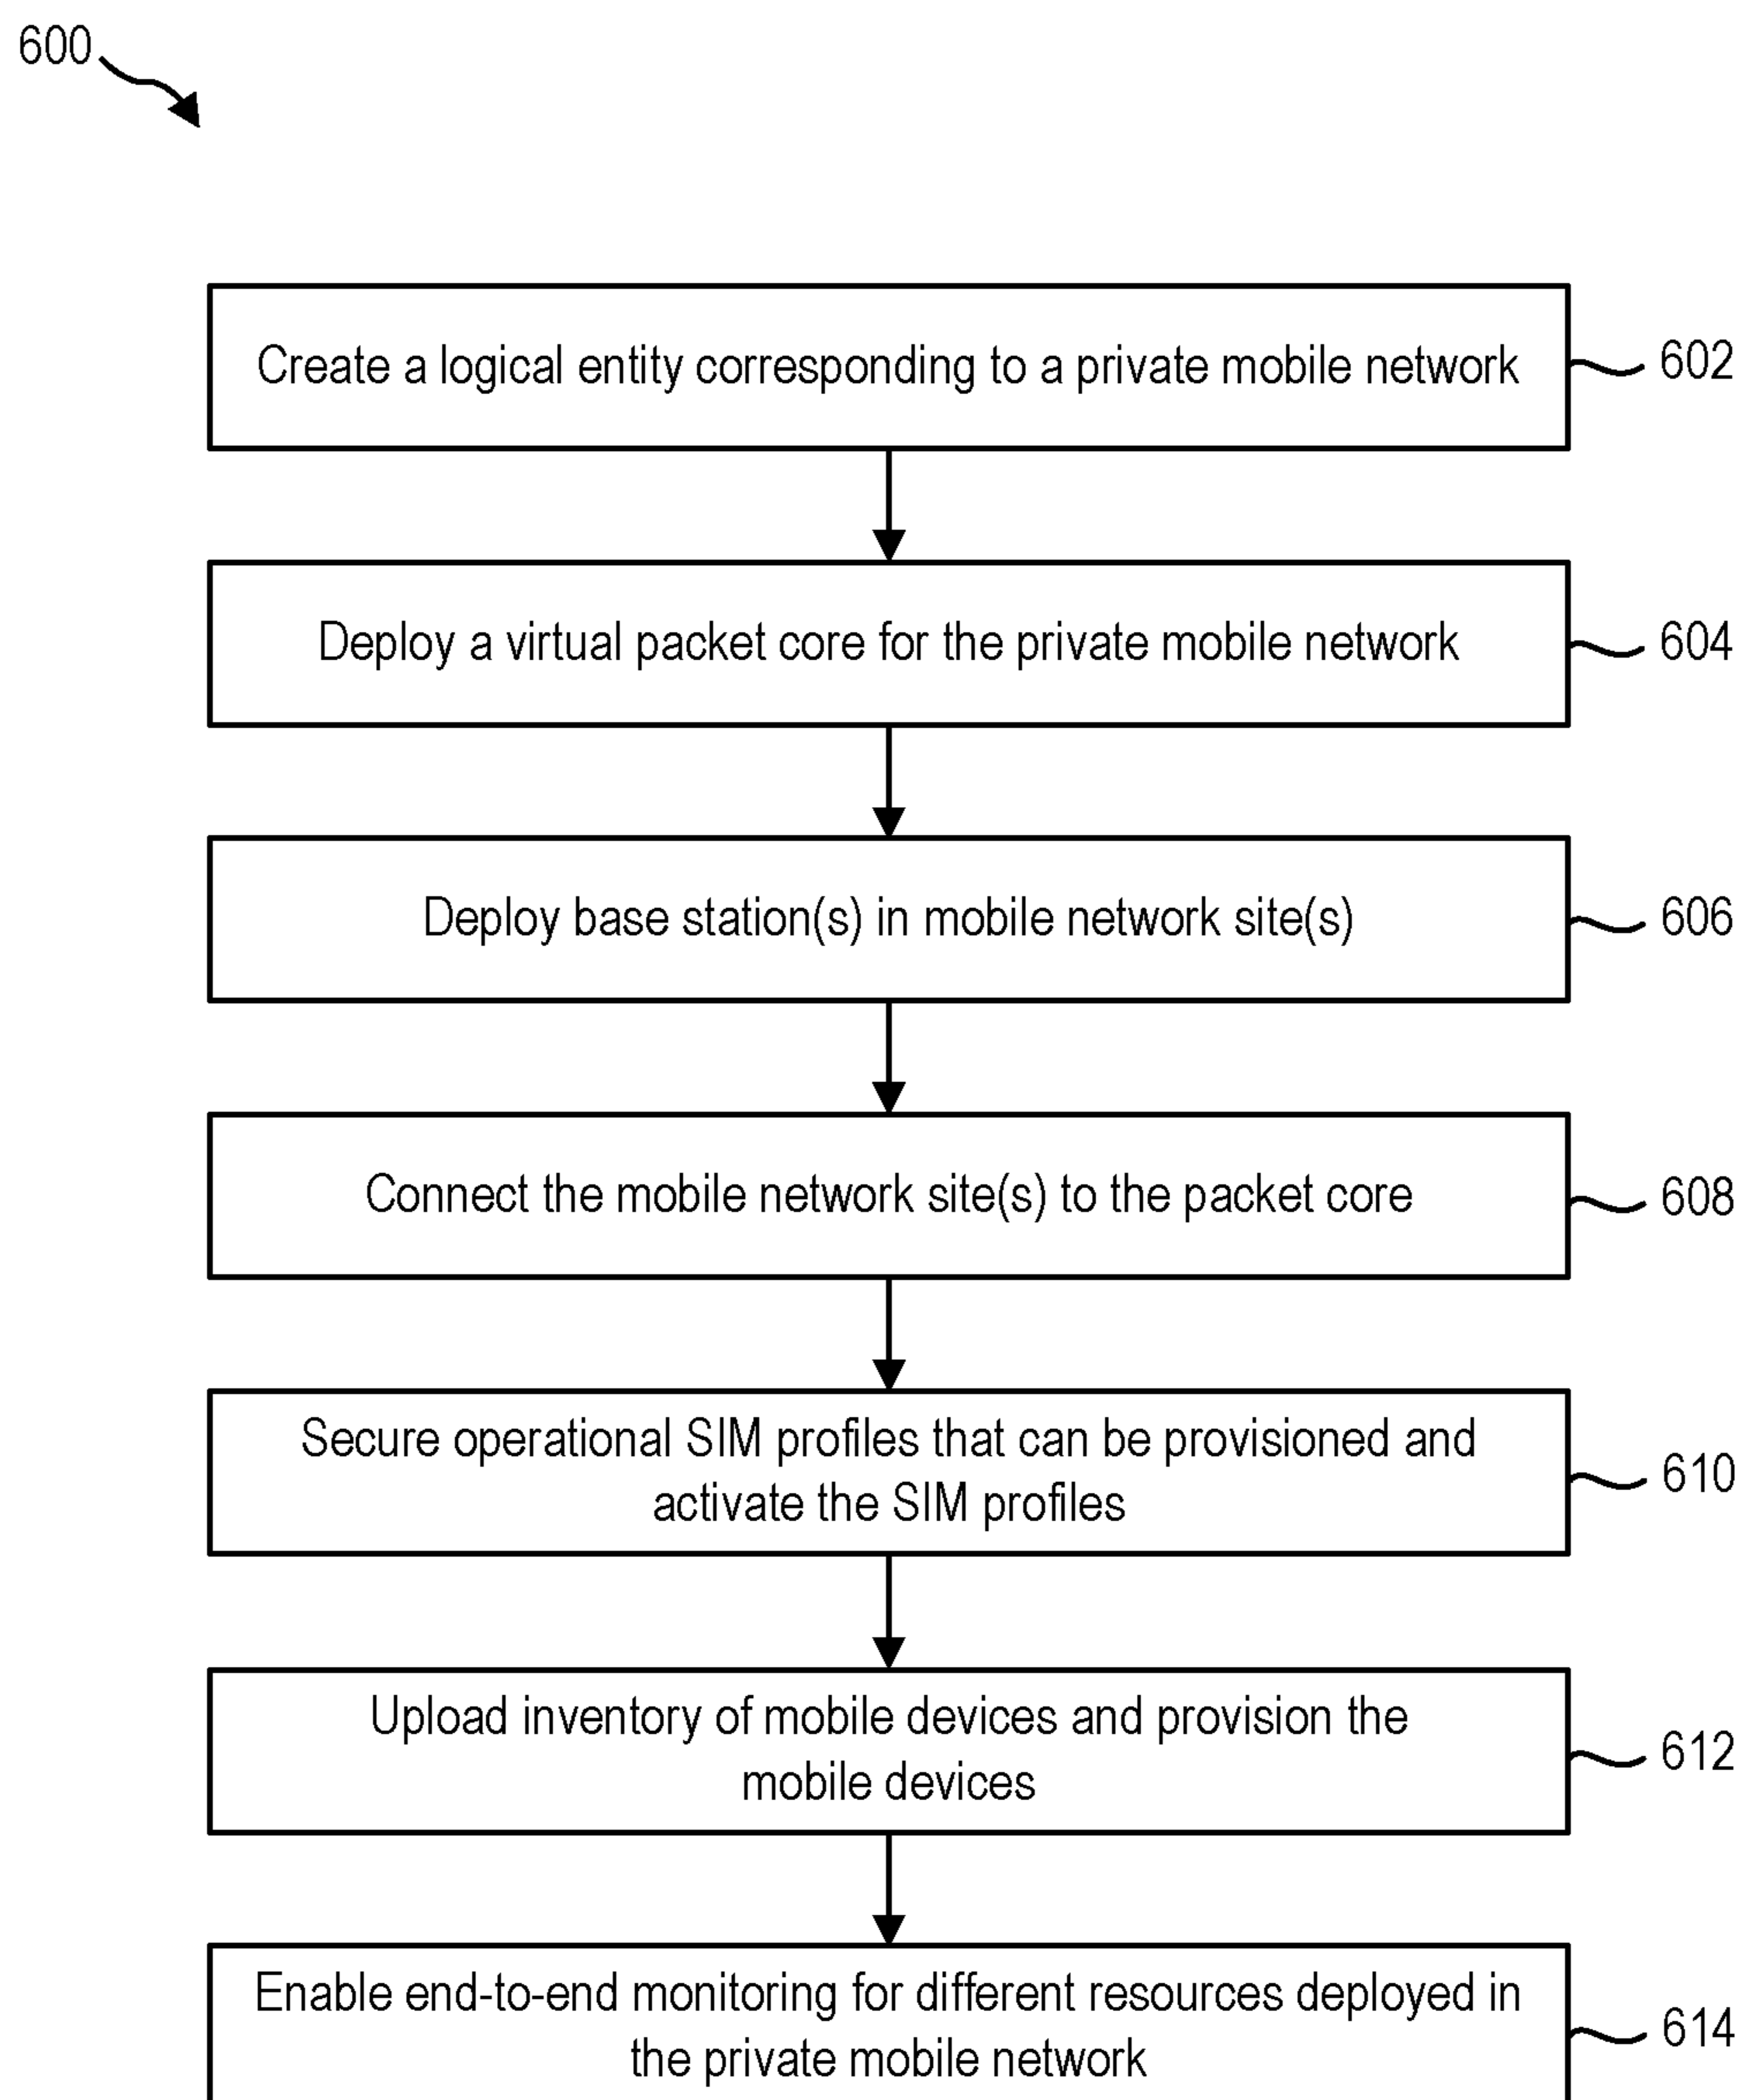 600
Create a logical entity corresponding to a private mobile network
602
Deploy a virtual packet core for the private mobile network
604
Deploy base station(s) in mobile network site(s)
606
Connect the mobile network site(s) to the packet core
608
Secure operational SIM profiles that can be provisioned and
activate the SIM profiles
610
Upload inventory of mobile devices and provision the
mobile devices
612
Enable end-to-end monitoring for different resources deployed in
the private mobile network
614